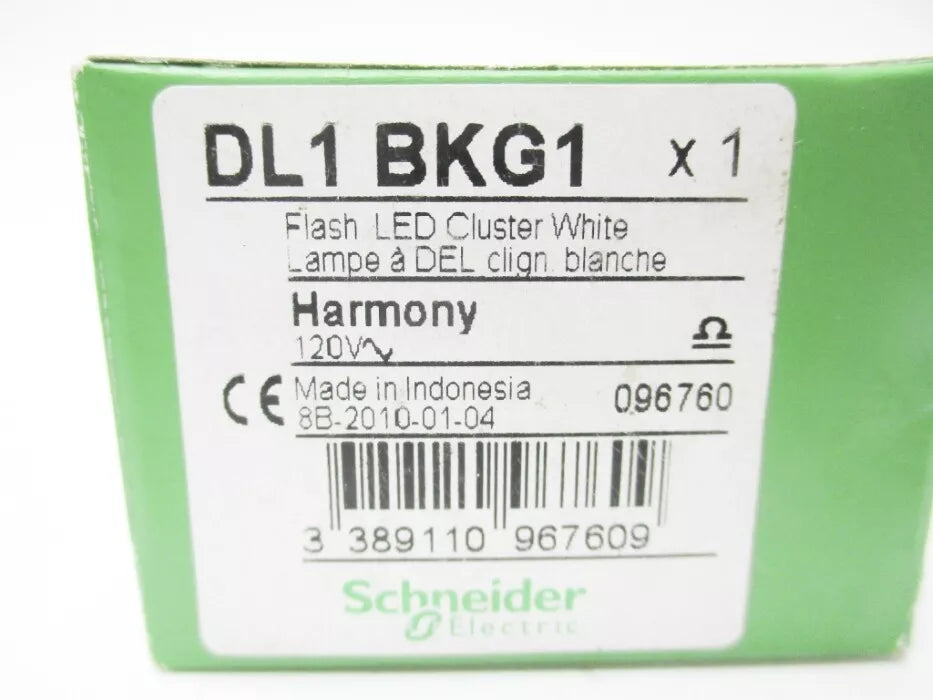 DL1 BKG1 x 1
Flash LED Cluster White
Lampe à DEL clign. blanche
Harmony
120V~
CE Made in Indonesia 096760
8B-2010-01-04
3 389110 967609
Schneider
Electric